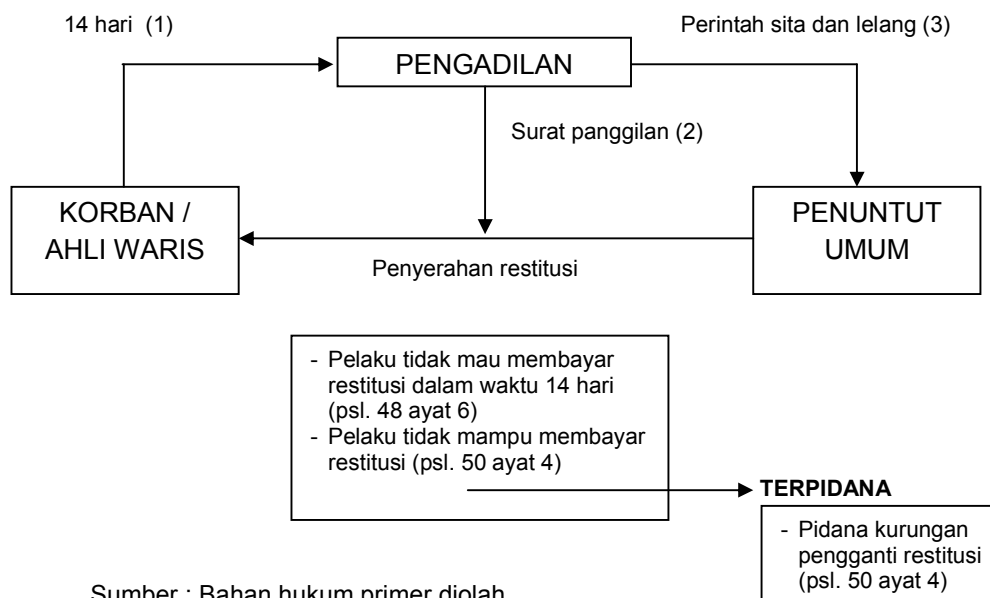 14 hari (1)
Perintah sita dan lelang (3)
PENGADILAN
Surat panggilan (2)
KORBAN /
AHLI WARIS
PENUNTUT
UMUM
Penyerahan restitusi
- Pelaku tidak mau membayar
restitusi dalam waktu 14 hari
(psl. 48 ayat 6)
- Pelaku tidak mampu membayar
restitusi (psl. 50 ayat 4)
TERPIDANA
- Pidana kurungan
pengganti restitusi
(psl. 50 ayat 4)
Sumber : Bahan hukum primer diolah